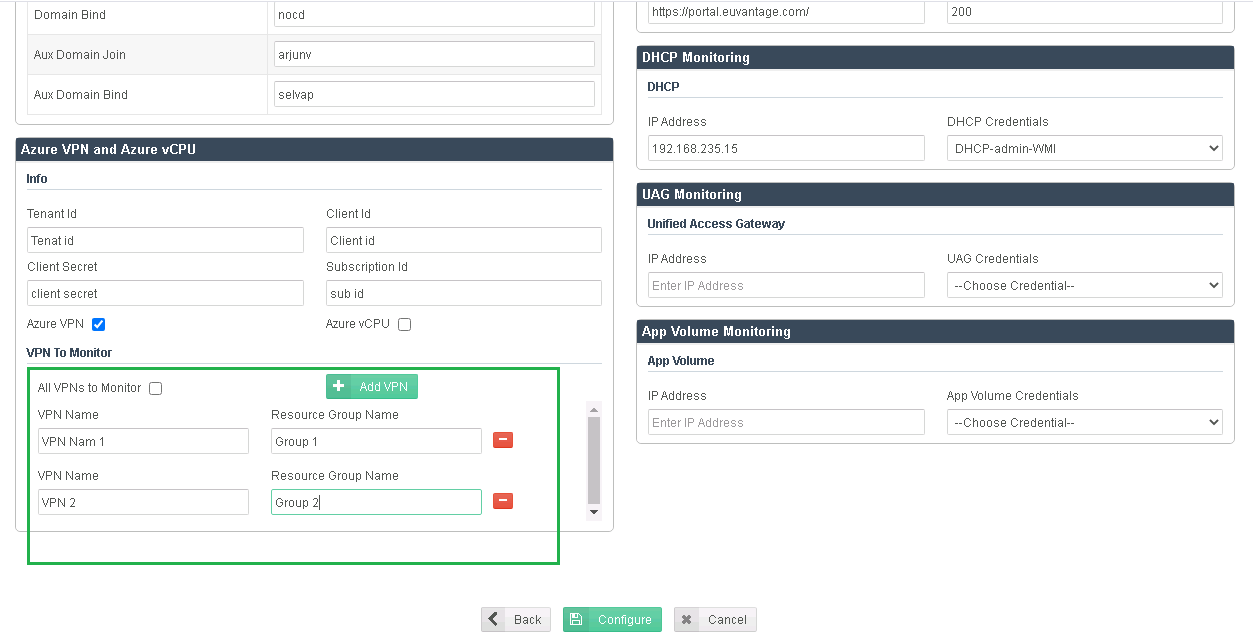 Domain Bind
nocd
Aux Domain Join
arjunv
Aux Domain Bind
selvap
Azure VPN and Azure vCPU
Info
Tenant Id
Client Id
Tenat id
Client id
Client Secret
Subscription Id
client secret
sub id
Azure VPN
Azure vCPU
VPN To Monitor
All VPNs to Monitor
Add VPN
VPN Name
Resource Group Name
VPN Nam 1
Group 1
VPN Name
Resource Group Name
VPN 2
Group 2
https://portal.euvantage.com/
200
DHCP Monitoring
DHCP
IP Address
DHCP Credentials
192.168.235.15
DHCP-admin-WMI
UAG Monitoring
Unified Access Gateway
IP Address
UAG Credentials
Enter IP Address
--Choose Credential--
App Volume Monitoring
App Volume
IP Address
App Volume Credentials
Enter IP Address
--Choose Credential--
Back
Configure
Cancel